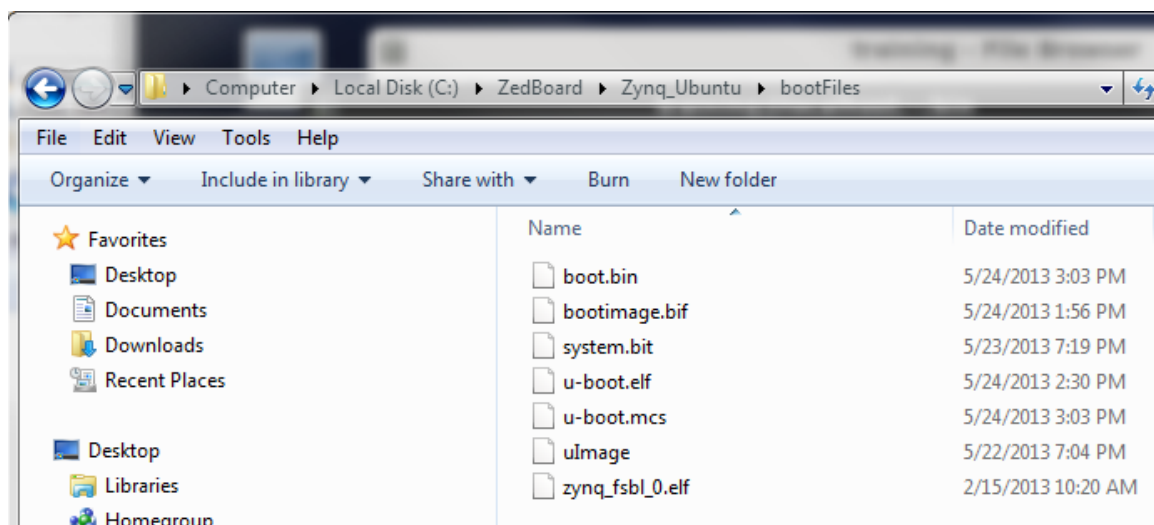 training - File Browser
Computer Local Disk (C:) ZedBoard Zynq_Ubuntu bootFiles
File Edit View Tools Help
Organize Include in library Share with Burn New folder
Name Date modified
Favorites
Desktop
Documents
Downloads
Recent Places
Desktop
Libraries
Homegroup
boot.bin 5/24/2013 3:03 PM
bootimage.bif 5/24/2013 1:56 PM
system.bit 5/23/2013 7:19 PM
u-boot.elf 5/24/2013 2:30 PM
u-boot.mcs 5/24/2013 3:03 PM
uImage 5/22/2013 7:04 PM
zynq_fsbl_0.elf 2/15/2013 10:20 AM